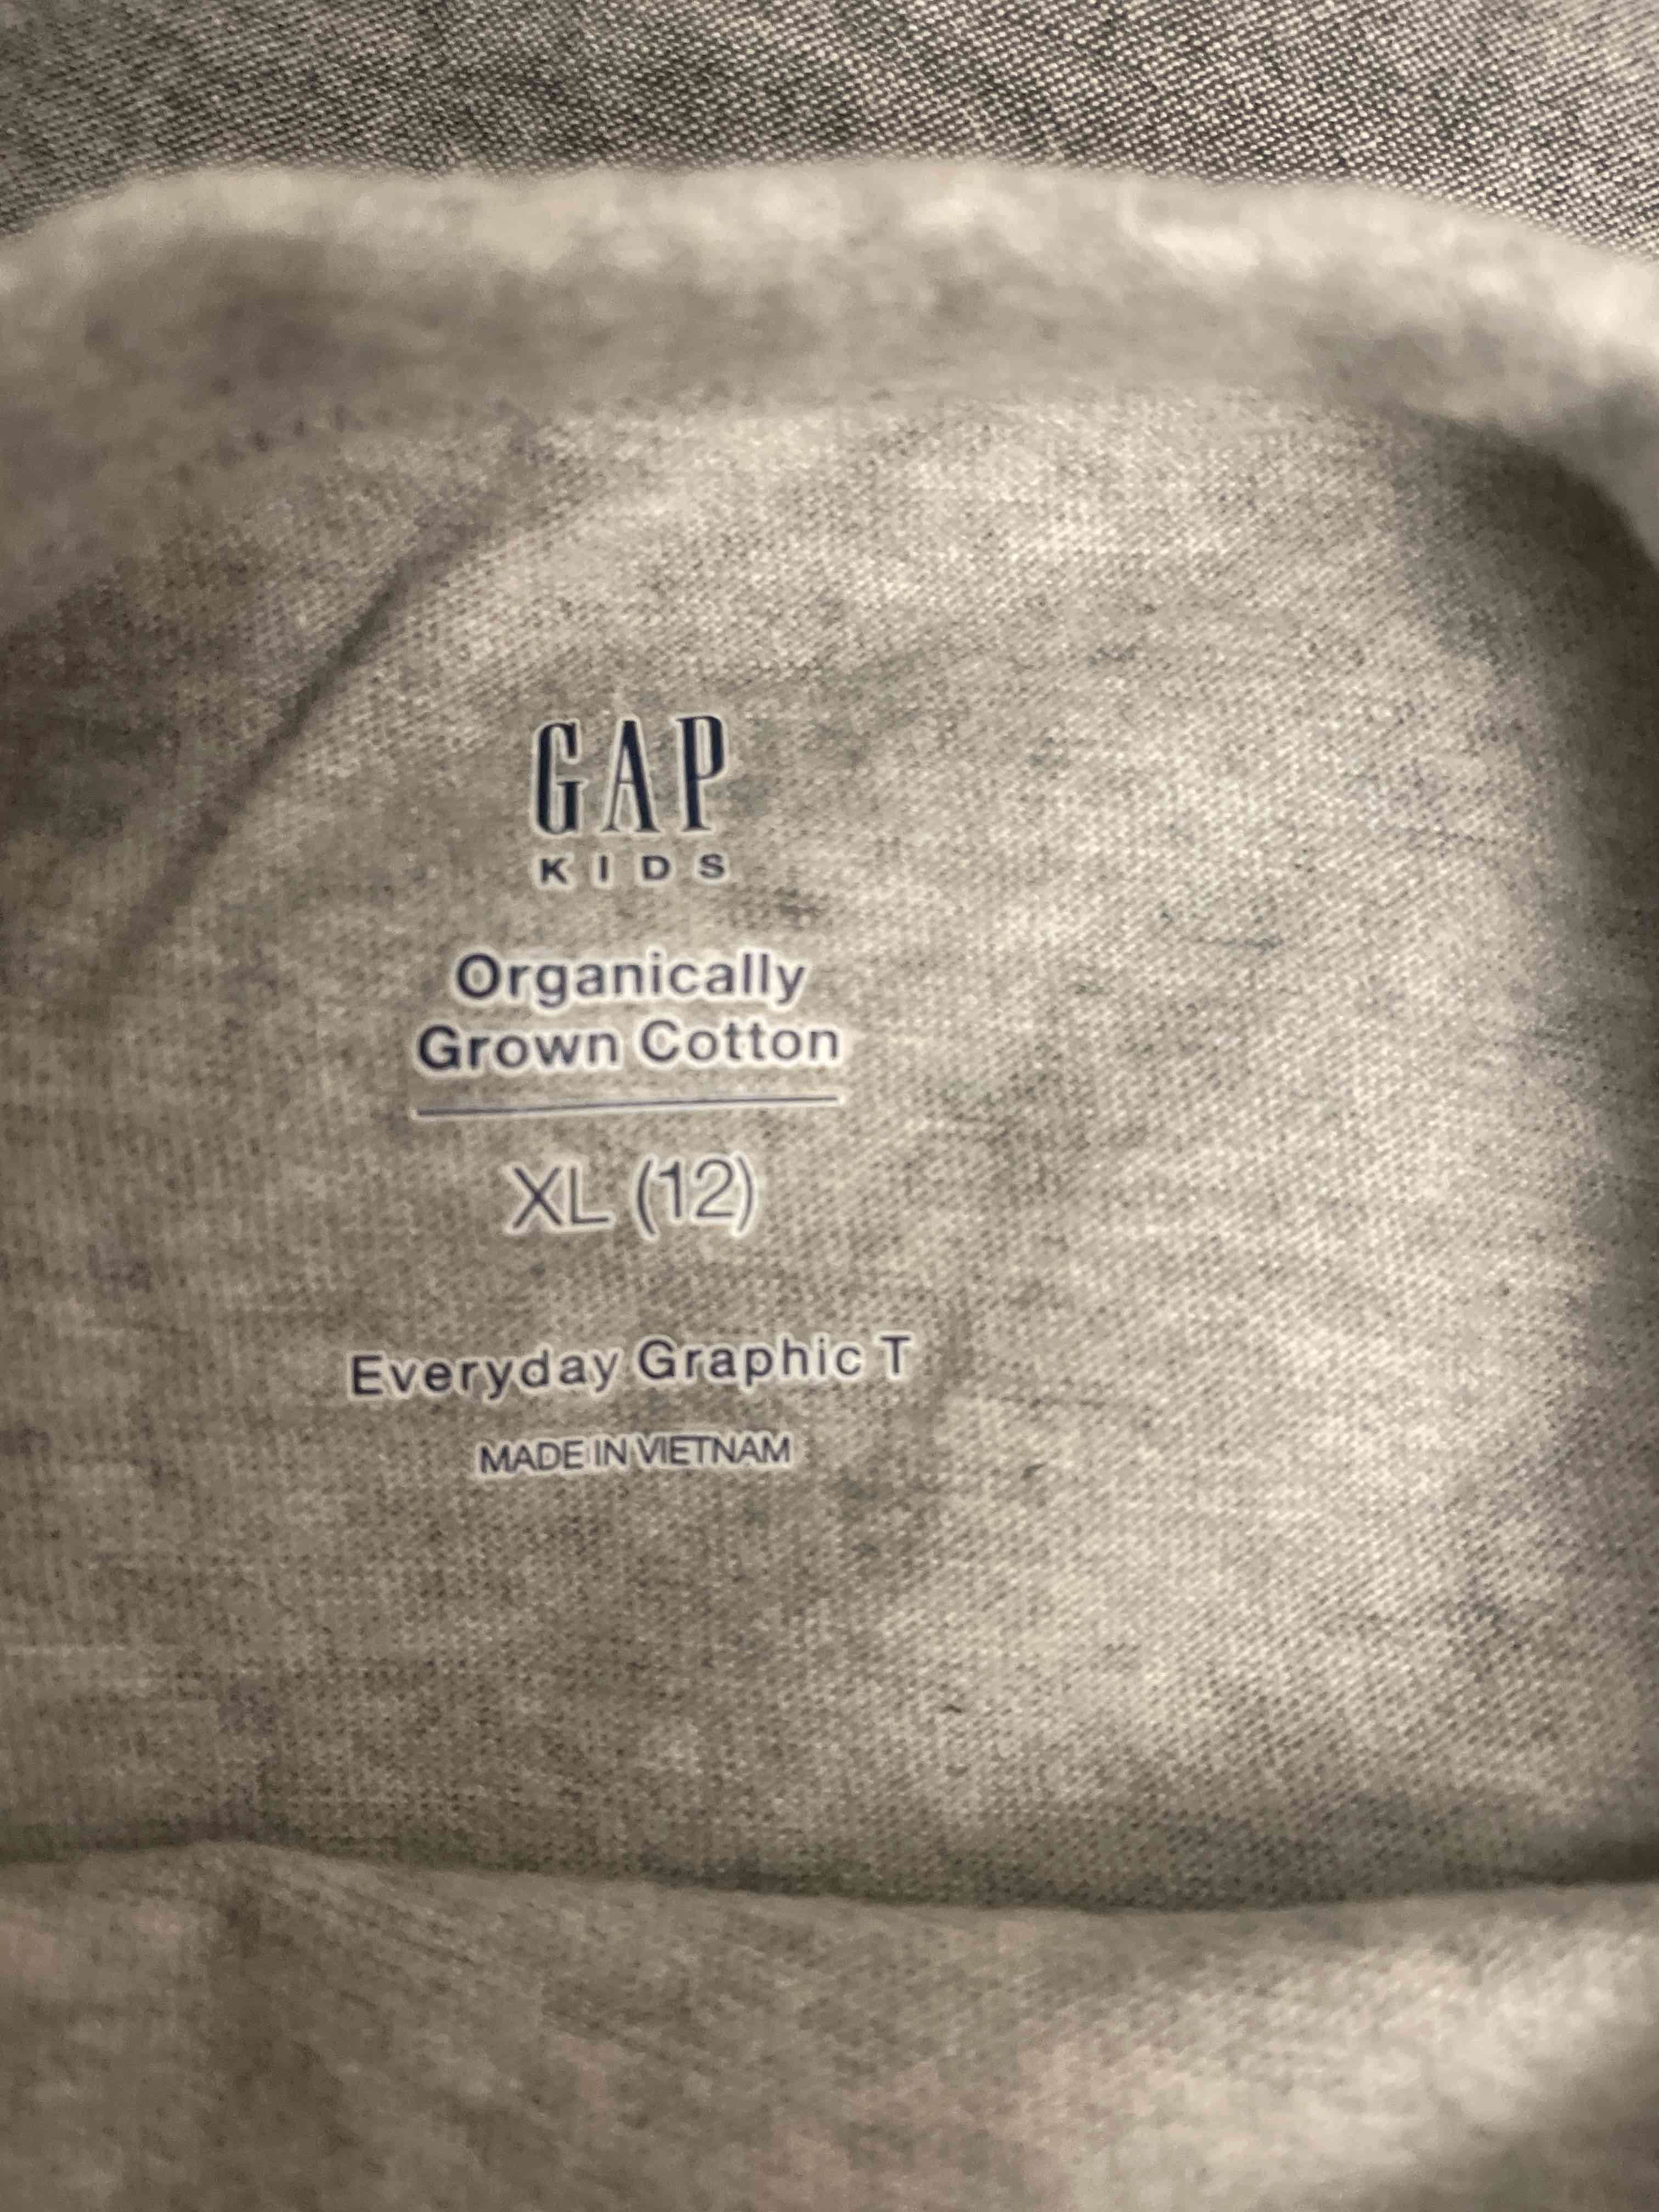 GAP
KIDS
Organically
Grown Cotton
XL (12)
Everyday Graphic T
MADE IN VIETNAM